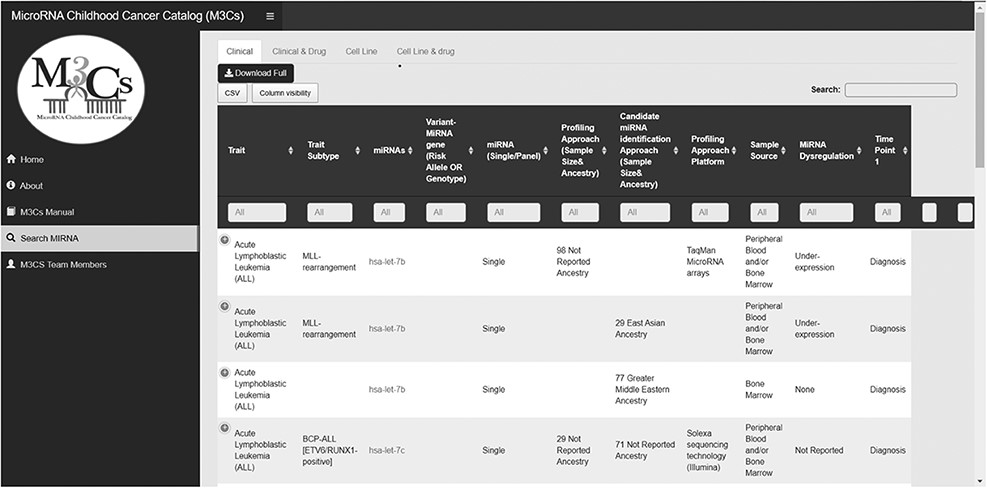 MicroRNA Childhood Cancer Catalog (M3Cs)
M3Cs
MicroRNA Childhood Cancer Catalog
Home
About
M3Cs Manual
Search MIRNA
M3CS Team Members
Clinical Clinical & Drug Cell Line Cell Line & drug
Download Full
CSV Column visibility Search:
Trait
Trait
Subtype
miRNAs
Variant-
MiRNA
gene
(Risk
Allele OR
Genotype)
miRNA
(Single/Panel)
Profiling
Approach
(Sample
Size&
Ancestry)
Candidate
miRNA
identification
Approach
(Sample
Size&
Ancestry)
Profiling
Approach
Platform
Sample
Source
MiRNA
Dysregulation
Time
Point
1
All All All All All All All All All All All
Acute
Lymphoblastic
Leukemia
(ALL)
MLL-
rearrangement
hsa-let-7b
Single
98 Not
Reported
Ancestry
TaqMan
MicroRNA
arrays
Peripheral
Blood
and/or
Bone
Marrow
Under-
expression
Diagnosis
Acute
Lymphoblastic
Leukemia
(ALL)
MLL-
rearrangement
hsa-let-7b
Single
29 East Asian
Ancestry
Peripheral
Blood
and/or
Bone
Marrow
Under-
expression
Diagnosis
Acute
Lymphoblastic
Leukemia
(ALL)
hsa-let-7b
Single
77 Greater
Middle Eastern
Ancestry
Bone
Marrow
None
Diagnosis
Acute
Lymphoblastic
Leukemia
(ALL)
BCP-ALL
[ETV6/RUNX1-
positive]
hsa-let-7c
Single
29 Not
Reported
Ancestry
71 Not Reported
Ancestry
Solexa
sequencing
technology
(Illumina)
Peripheral
Blood
and/or
Bone
Marrow
Not Reported
Diagnosis